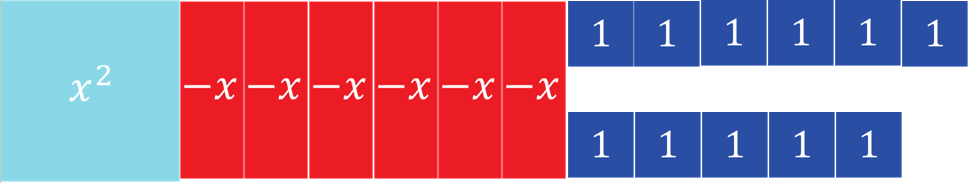 x² −x −x −x −x −x −x
1 1 1 1 1 1
1 1 1 1 1